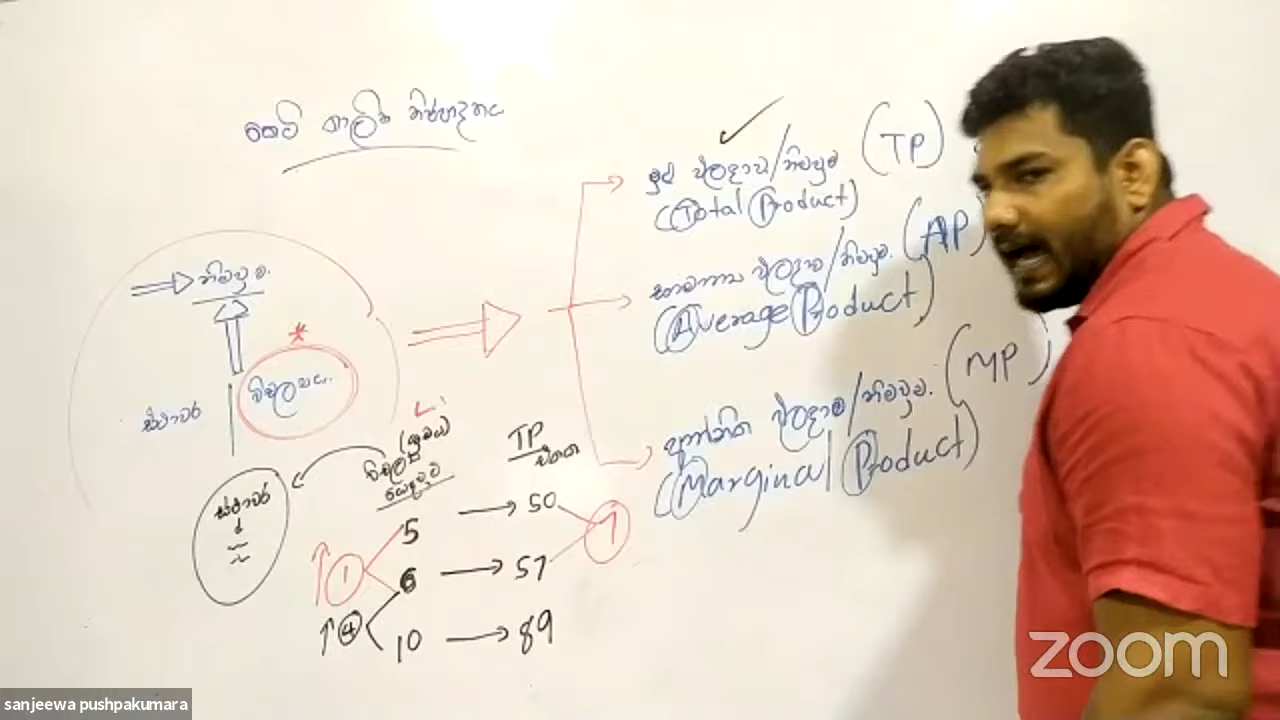 කෙටි කාලීන නිෂ්පාදනය
මුළු ඵලදාව/නිමවුම (TP)
(Total Product)
සාමාන්‍ය ඵලදාව/නිමවුම. (AP)
(Average Product)
ආන්තික ඵලදාව/නිමවුම. (MP)
(Marginal Product)
නිමවුම.
ස්ථාවර
විචල්‍ය
*
ස්ථාවර
(ශ්‍රමය)
L
TP
5 50
1 7
6 57
4
10 89
zoom
sanjeewa pushpakumara